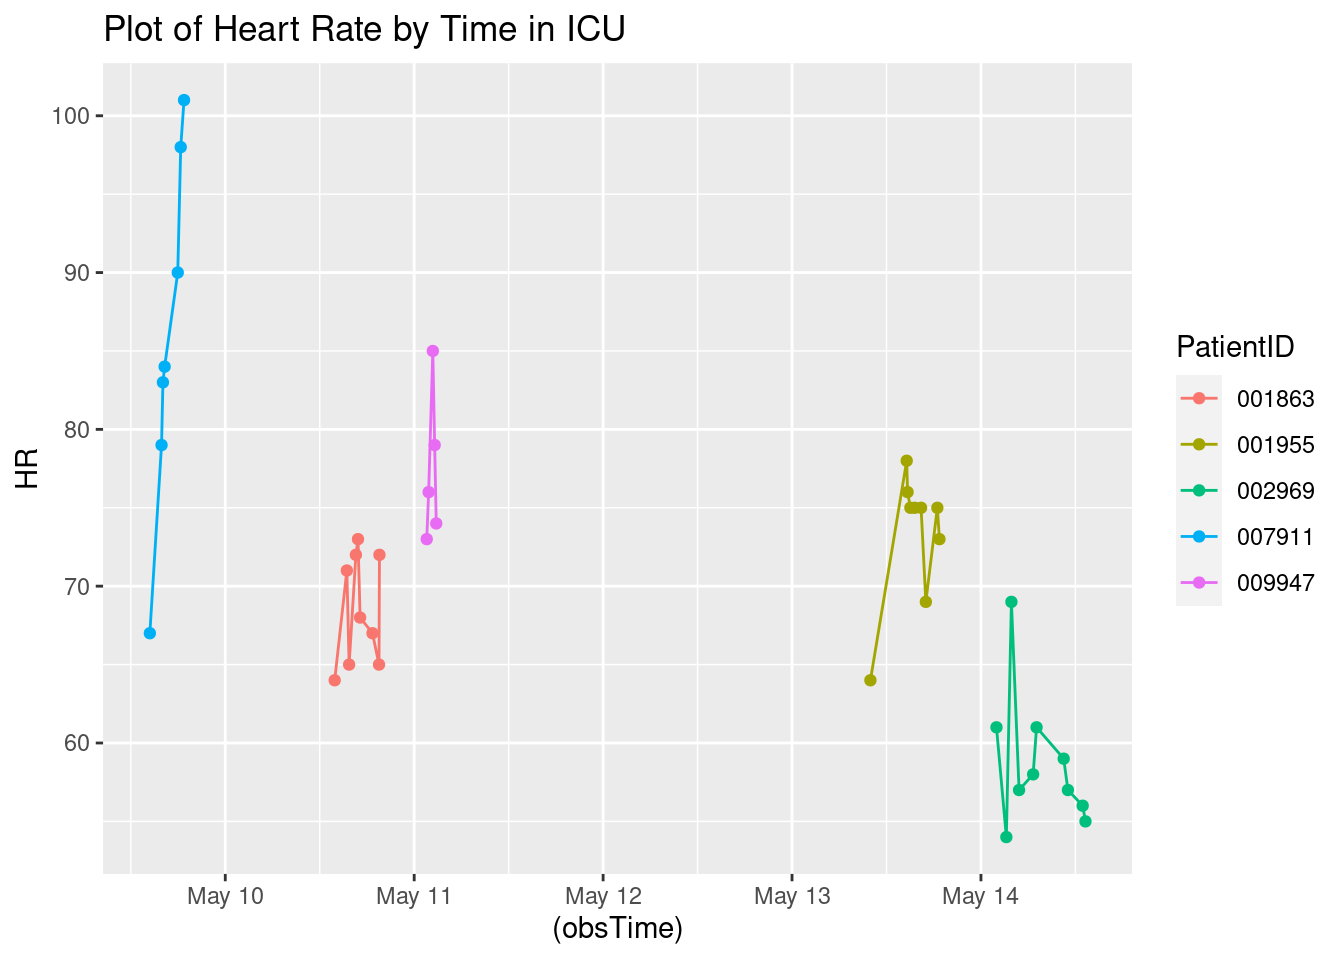 Plot of Heart Rate by Time in ICU
100
90
80
70
60
HR
May 10
May 11
May 12
May 13
May 14
(obsTime)
PatientID
001863
001955
002969
007911
009947